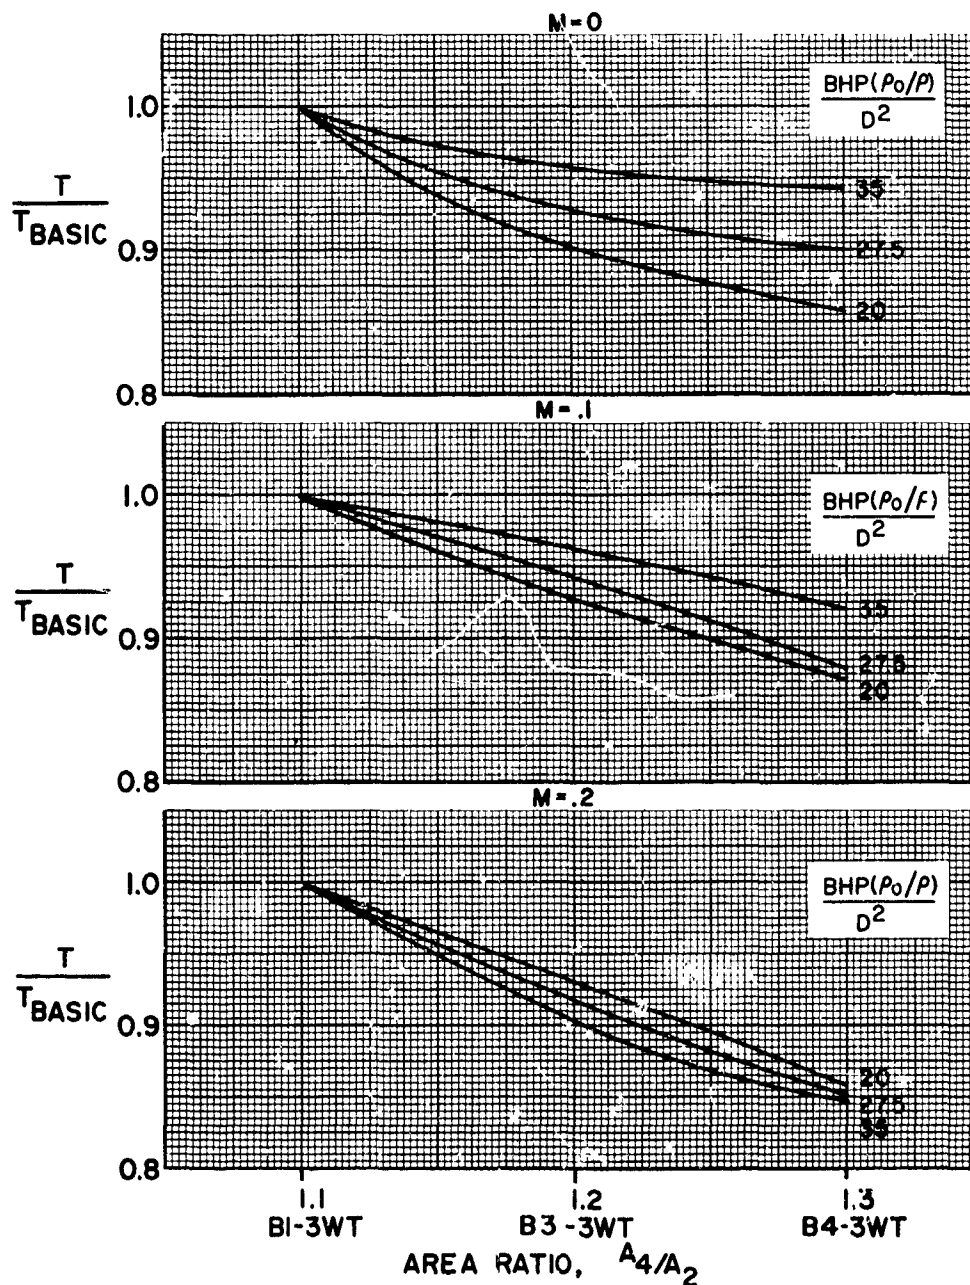 M=0
BHP(ρ₀/ρ)
D²
1.0
T
T BASIC
0.9
0.8
35
27.5
20
M=.1
BHP(ρ₀/ρ)
D²
1.0
T
T BASIC
0.9
0.8
35
27.5
20
M=.2
BHP(ρ₀/ρ)
D²
1.0
T
T BASIC
0.9
0.8
20
27.5
35
1.1 1.2 1.3
B1-3WT B3-3WT B4-3WT
AREA RATIO, A₄/A₂